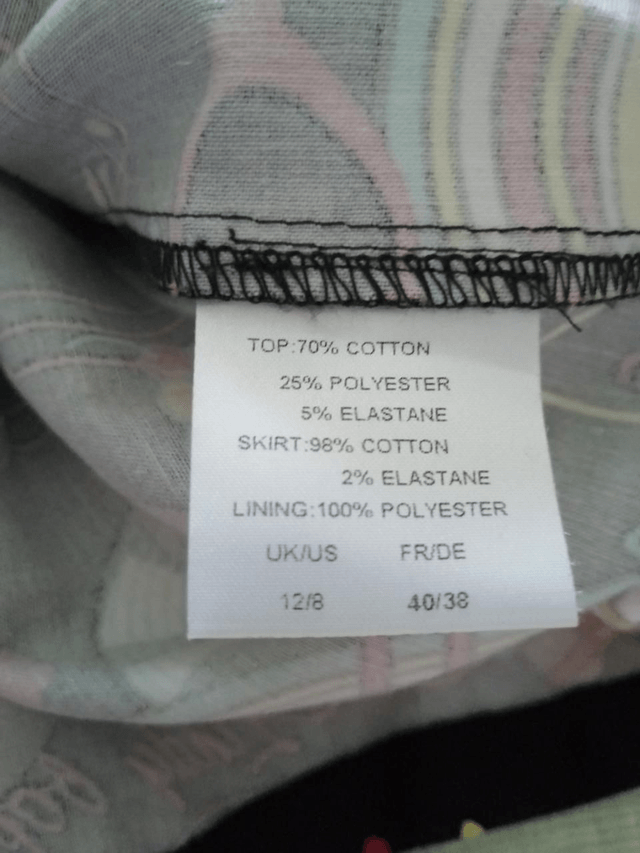 TOP:70% COTTON
25% POLYESTER
5% ELASTANE
SKIRT:98% COTTON
2% ELASTANE
LINING:100% POLYESTER
UK/US FR/DE
12/8 40/38